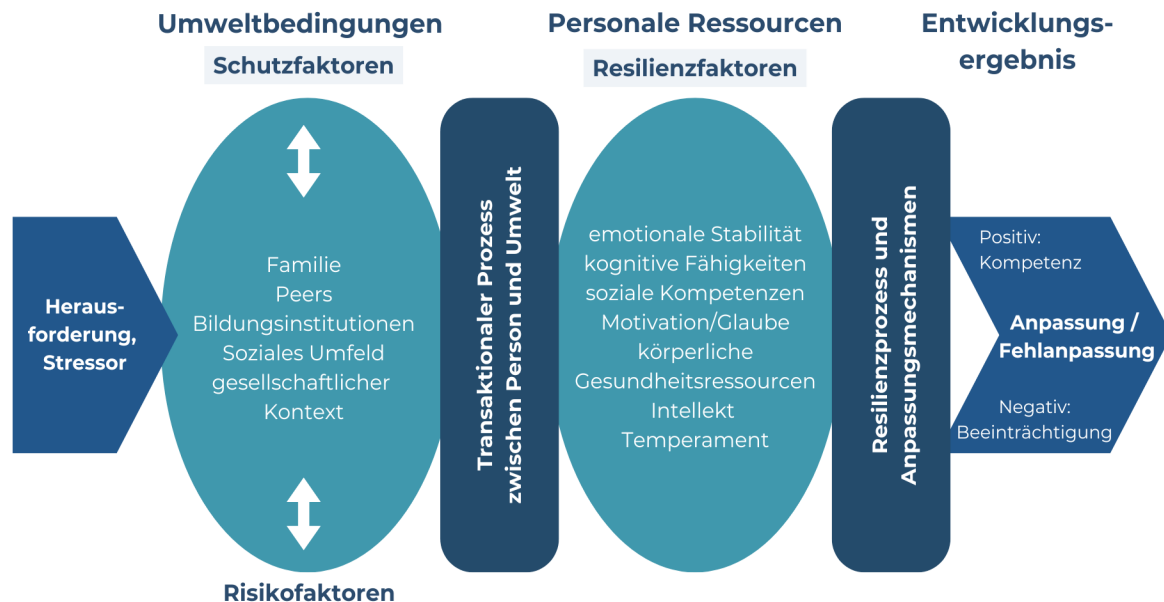 Umweltbedingungen
Schutzfaktoren
Personale Ressourcen
Resilienzfaktoren
Entwicklungs-
ergebnis
Heraus-
forderung,
Stressor
Familie
Peers
Bildungsinstitutionen
Soziales Umfeld
gesellschaftlicher
Kontext
Risikofaktoren
Transaktionaler Prozess
zwischen Person und Umwelt
emotionale Stabilität
kognitive Fähigkeiten
soziale Kompetenzen
Motivation/Glaube
körperliche
Gesundheitsressourcen
Intellekt
Temperament
Resilienzprozess und
Anpassungsmechanismen
Positiv:
Kompetenz
Anpassung /
Fehlanpassung
Negativ:
Beeinträchtigung